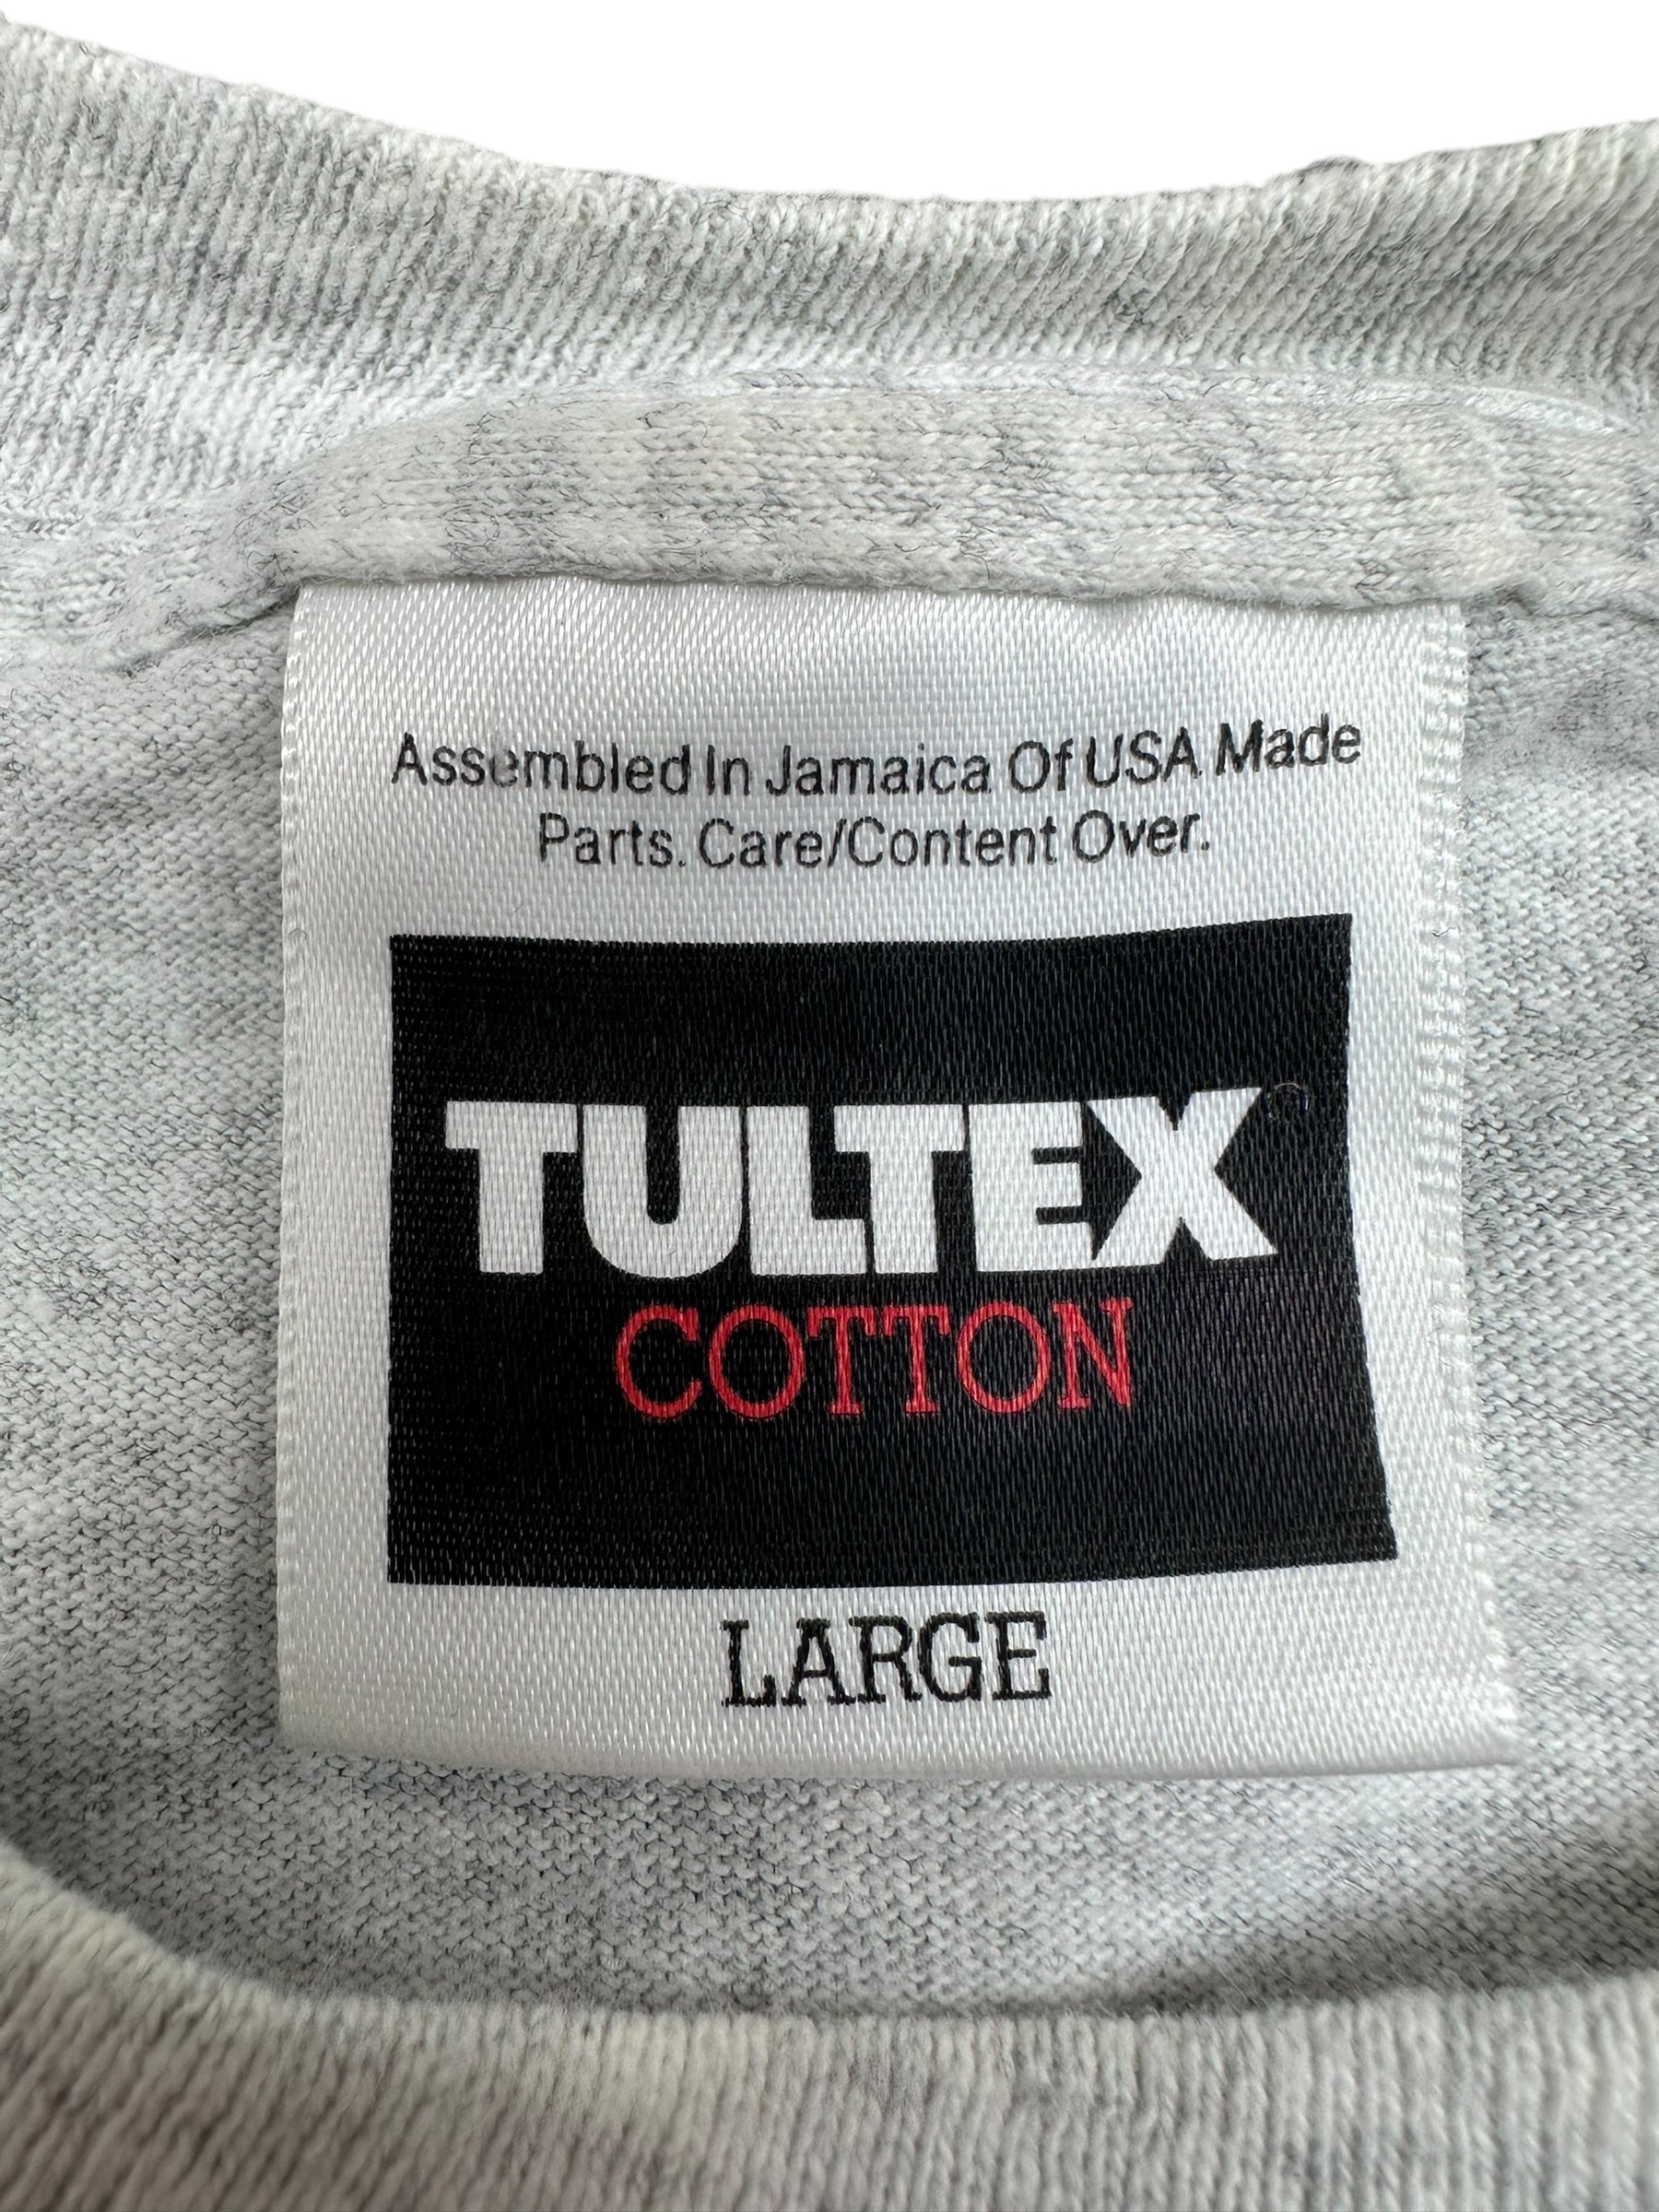 Assembled In Jamaica Of USA Made
Parts. Care/Content Over.
TULTEX
COTTON
LARGE